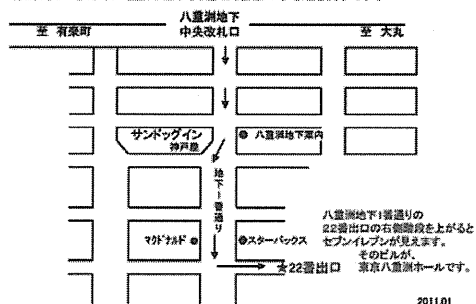 八重洲地下
中央改札口
至 有楽町
至 大丸
サンドッグイン
神戸屋
八重洲地下案内
地下1番通り
マクドナルド
スターバックス
★22番出口
八重洲地下1番通りの
22番出口の右側階段を上がると
セブンイレブンが見えます。
そのビルが、
東京八重洲ホールです。
2011.01